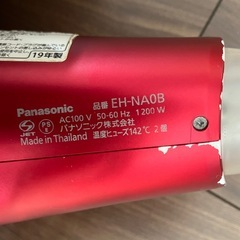 19年製
Panasonic 品番 EH-NA0B
AC100 V 50-60 Hz 1200 W
パナソニック株式会社
JET
PS
E
Made in Thailand 温度ヒューズ142℃ 2個